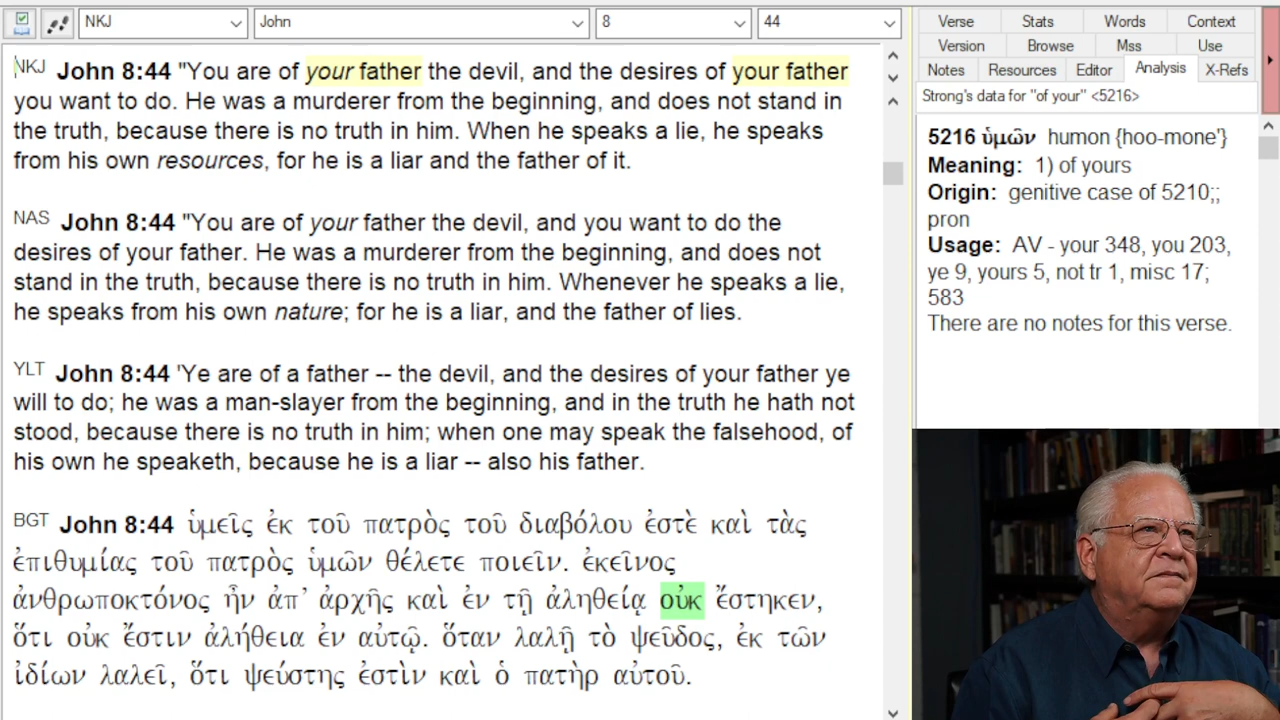 NKJ John 8 44
NKJ John 8:44 "You are of your father the devil, and the desires of your father
you want to do. He was a murderer from the beginning, and does not stand in
the truth, because there is no truth in him. When he speaks a lie, he speaks
from his own resources, for he is a liar and the father of it.
NAS John 8:44 "You are of your father the devil, and you want to do the
desires of your father. He was a murderer from the beginning, and does not
stand in the truth, because there is no truth in him. Whenever he speaks a lie,
he speaks from his own nature; for he is a liar, and the father of lies.
YLT John 8:44 'Ye are of a father -- the devil, and the desires of your father ye
will to do; he was a man-slayer from the beginning, and in the truth he hath not
stood, because there is no truth in him; when one may speak the falsehood, of
his own he speaketh, because he is a liar -- also his father.
BGT John 8:44 ὑμεῖς ἐκ τοῦ πατρὸς τοῦ διαβόλου ἐστὲ καὶ τὰς
ἐπιθυμίας τοῦ πατρὸς ὑμῶν θέλετε ποιεῖν. ἐκεῖνος
ἀνθρωποκτόνος ἦν ἀπ’ ἀρχῆς καὶ ἐν τῇ ἀληθείᾳ οὐκ ἔστηκεν,
ὅτι οὐκ ἔστιν ἀλήθεια ἐν αὐτῷ. ὅταν λαλῇ τὸ ψεῦδος, ἐκ τῶν
ἰδίων λαλεῖ, ὅτι ψεύστης ἐστὶν καὶ ὁ πατὴρ αὐτοῦ.
Verse Stats Words Context
Version Browse Mss Use
Notes Resources Editor Analysis X-Refs
Strong's data for "of your" <5216>
5216 ὑμῶν humon {hoo-mone'}
Meaning: 1) of yours
Origin: genitive case of 5210;;
pron
Usage: AV - your 348, you 203,
ye 9, yours 5, not tr 1, misc 17;
583
There are no notes for this verse.